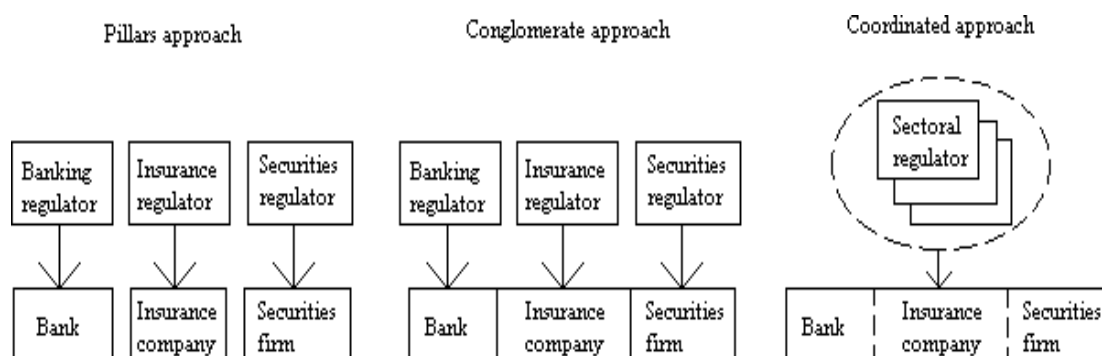 Pillars approach
Conglomerate approach
Coordinated approach
Banking
regulator
Insurance
regulator
Securities
regulator
Banking
regulator
Insurance
regulator
Securities
regulator
Sectoral
regulator
Bank
Insurance
company
Securities
firm
Bank
Insurance
company
Securities
firm
Bank
Insurance
company
Securities
firm